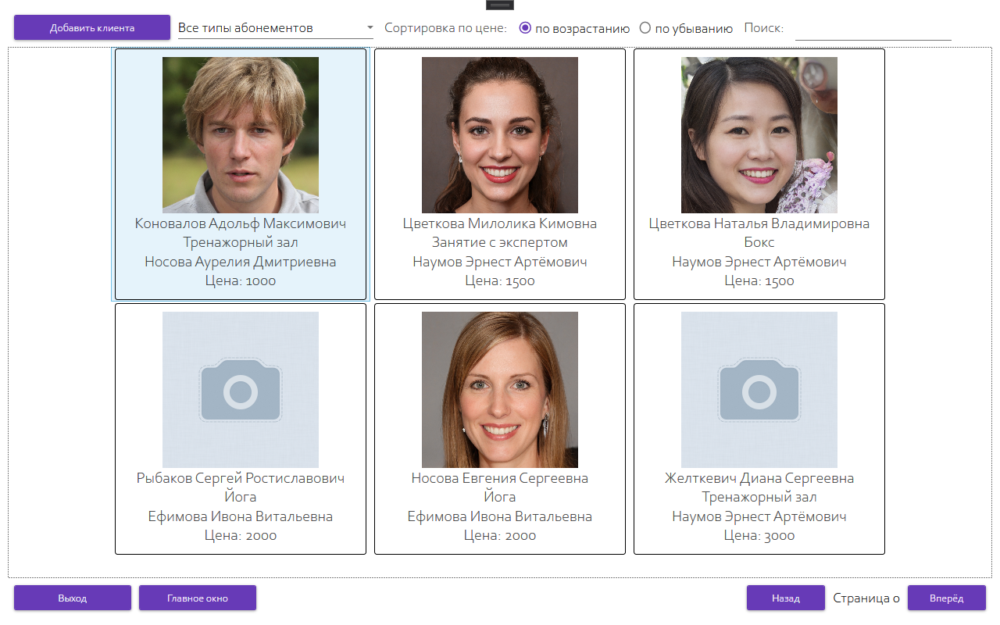 Добавить клиента
Все типы абонементов
Сортировка по цене:
по возрастанию
по убыванию
Поиск:
Коновалов Адольф Максимович
Тренажорный зал
Носова Аурелия Дмитриевна
Цена: 1000
Цветкова Милолика Кимовна
Занятие с экспертом
Наумов Эрнест Артёмович
Цена: 1500
Цветкова Наталья Владимировна
Бокс
Наумов Эрнест Артёмович
Цена: 1500
Рыбаков Сергей Ростиславович
Йога
Ефимова Ивона Витальевна
Цена: 2000
Носова Евгения Сергеевна
Йога
Ефимова Ивона Витальевна
Цена: 2000
Желткевич Диана Сергеевна
Тренажорный зал
Наумов Эрнест Артёмович
Цена: 3000
Выход
Главное окно
Назад
Страница 0
Вперёд